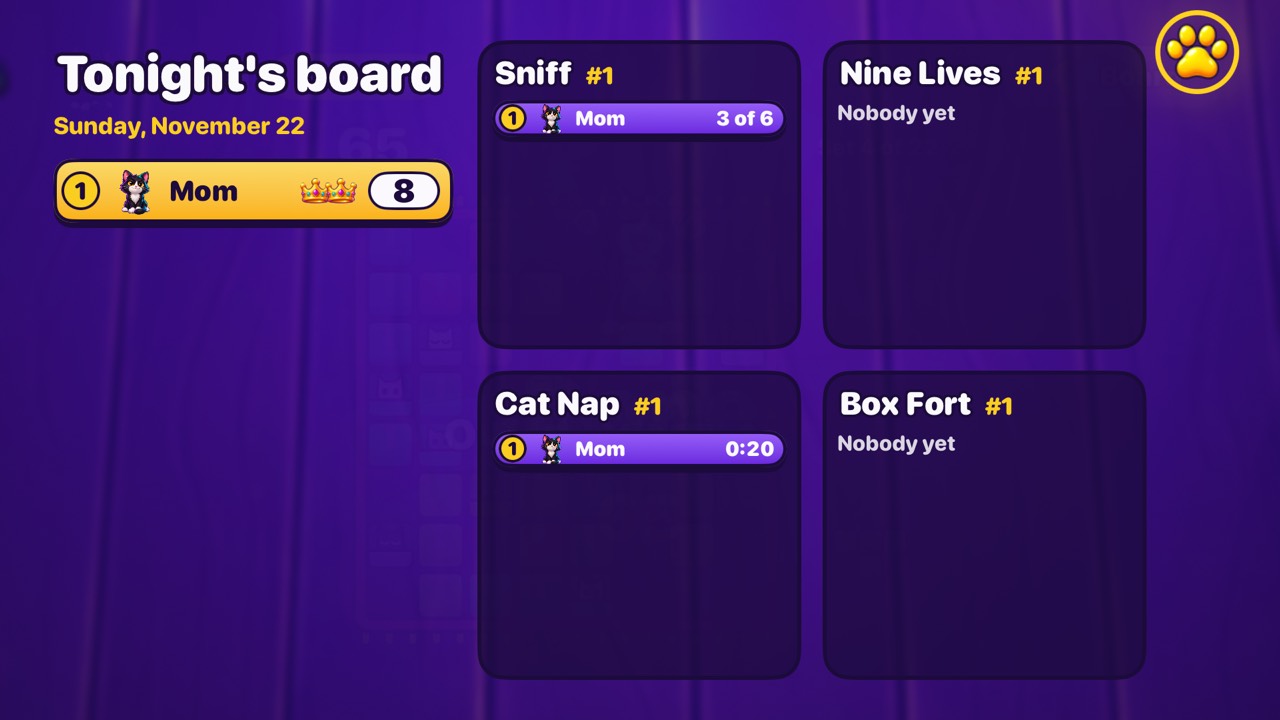 Tonight's board
Sunday, November 22
1 Mom 8
Sniff #1
1 Mom 3 of 6
Nine Lives #1
Nobody yet
Cat Nap #1
1 Mom 0:20
Box Fort #1
Nobody yet